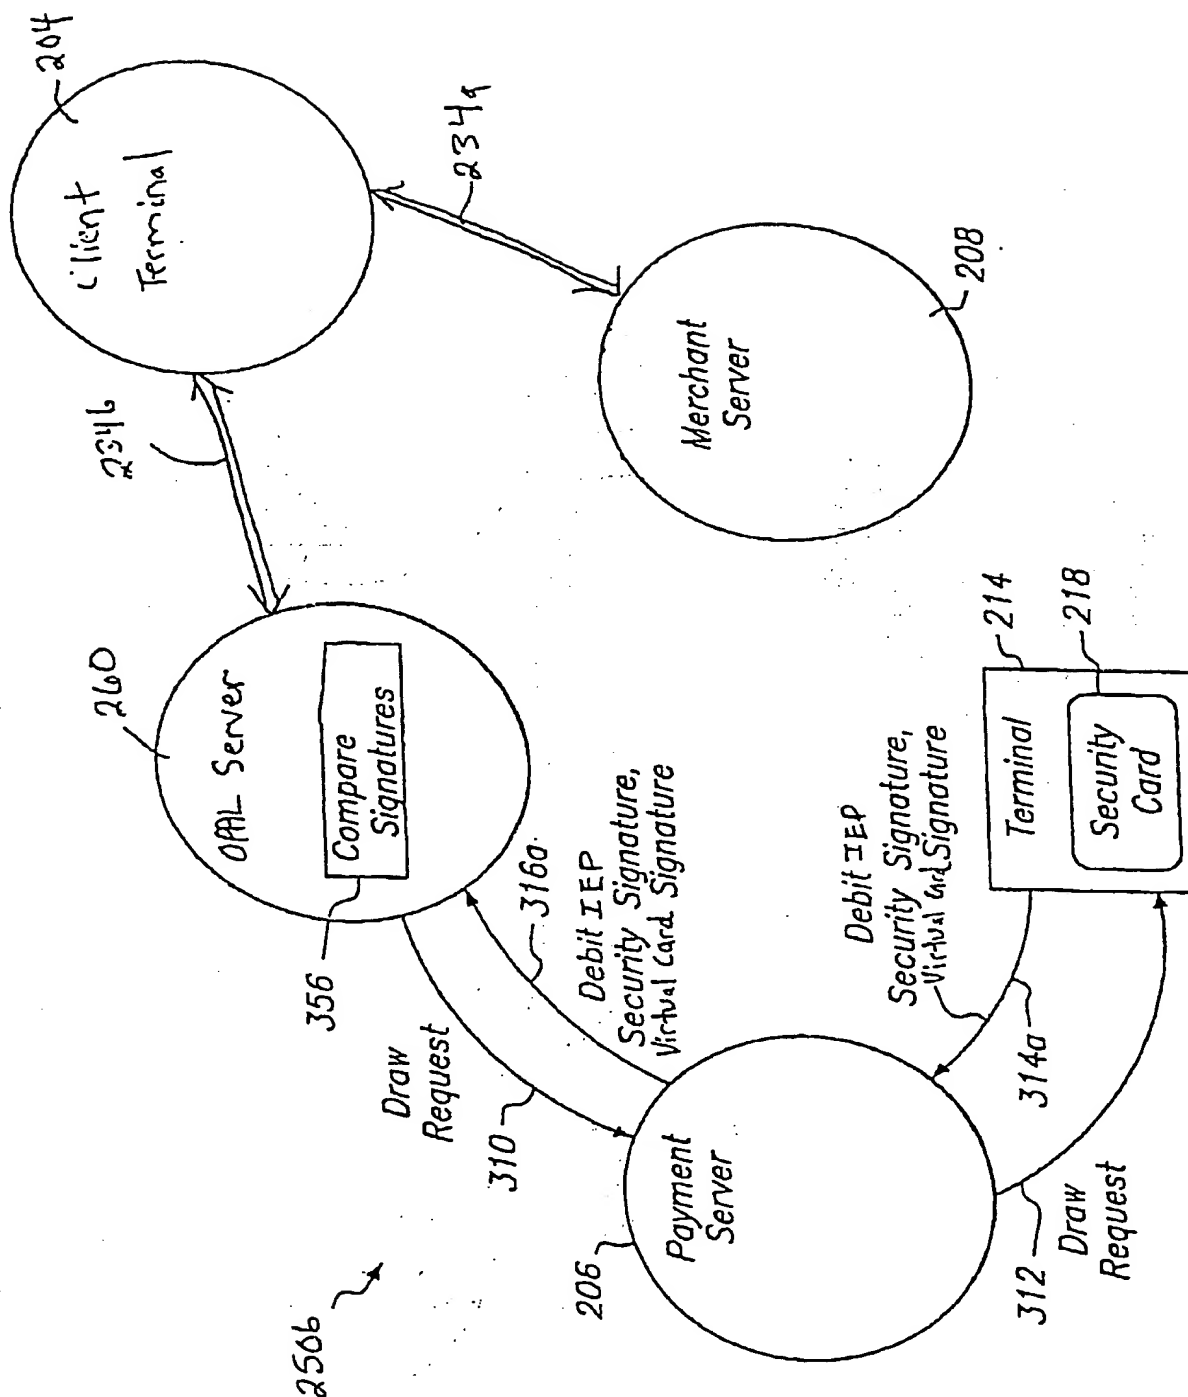 204
Client
Terminal
234a
234b
Merchant
Server
208
260
OPAL Server
Compare
Signatures
356
316a
Debit IEP
Security Signature,
Virtual Card Signature
Draw
Request
310
214
218
Terminal
Security
Card
Debit IEP
Security Signature,
Virtual Card Signature
314a
Payment
Server
206
312
Draw
Request
250b